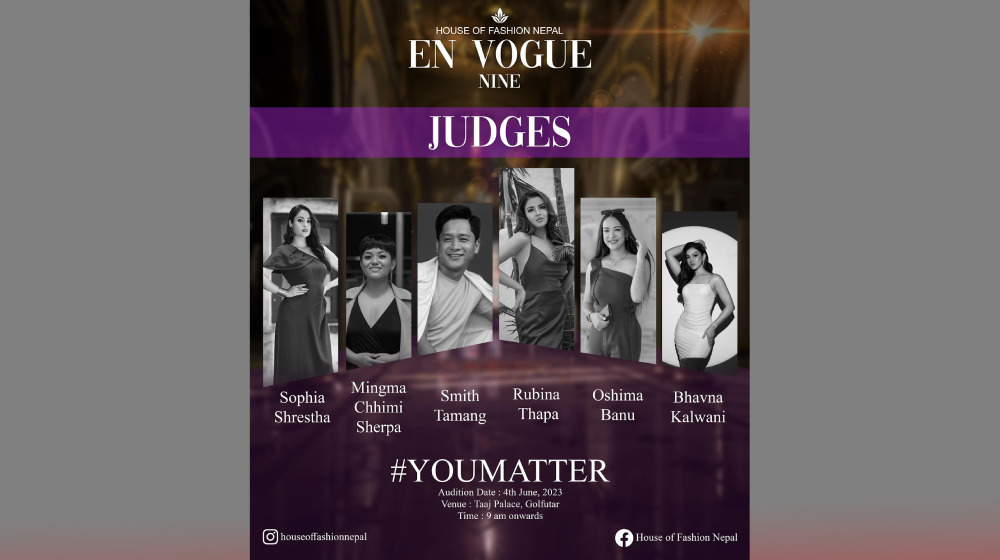 HOUSE OF FASHION NEPAL
EN VOGUE
NINE
JUDGES
Sophia
Shrestha
Mingma
Chhimi
Sherpa
Smith
Tamang
Rubina
Thapa
Oshima
Banu
Bhavna
Kalwani
#YOUMATTER
Audition Date : 4th June, 2023
Venue : Taaj Palace, Golfutar
Time : 9 am onwards
houseoffashionnepal
House of Fashion Nepal